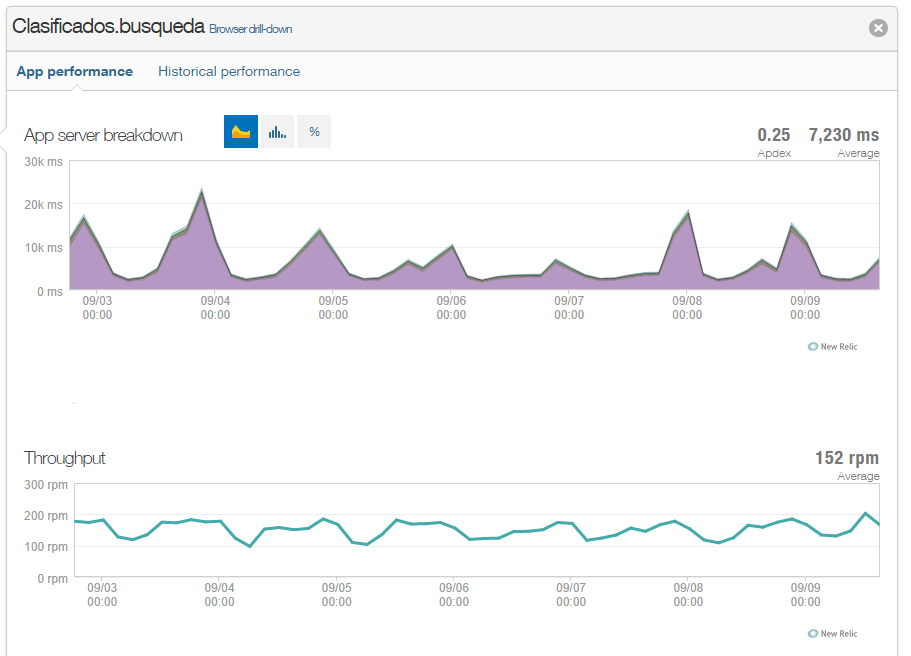 Clasificados.busqueda Browser drill-down
App performance Historical performance
App server breakdown % 0.25 7,230 ms
Apdex Average
30k ms
20k ms
10k ms
0 ms
09/03 09/04 09/05 09/06 09/07 09/08 09/09
00:00 00:00 00:00 00:00 00:00 00:00 00:00
New Relic
Throughput 152 rpm
Average
300 rpm
200 rpm
100 rpm
0 rpm
09/03 09/04 09/05 09/06 09/07 09/08 09/09
00:00 00:00 00:00 00:00 00:00 00:00 00:00
New Relic